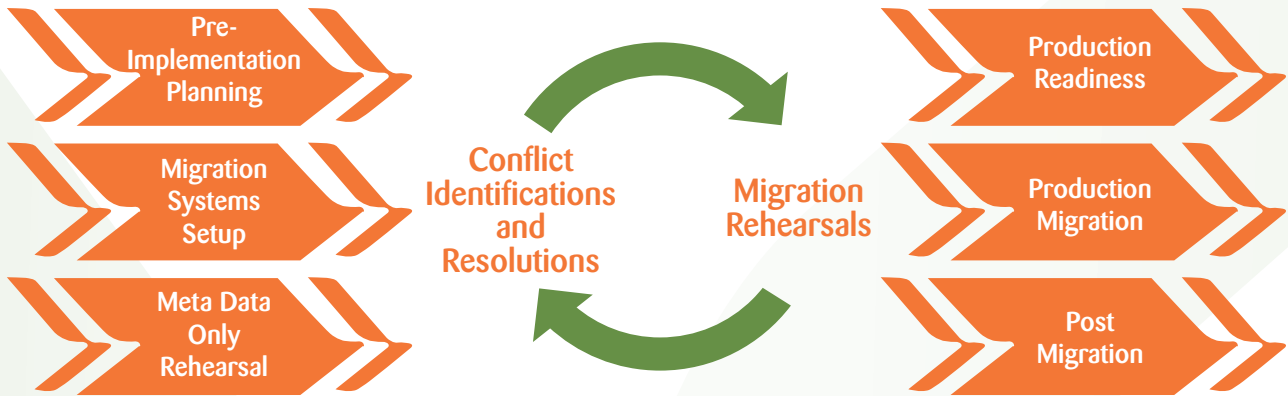 Pre-
Implementation
Planning
Migration
Systems
Setup
Meta Data
Only
Rehearsal
Conflict
Identifications
and
Resolutions
Migration
Rehearsals
Production
Readiness
Production
Migration
Post
Migration